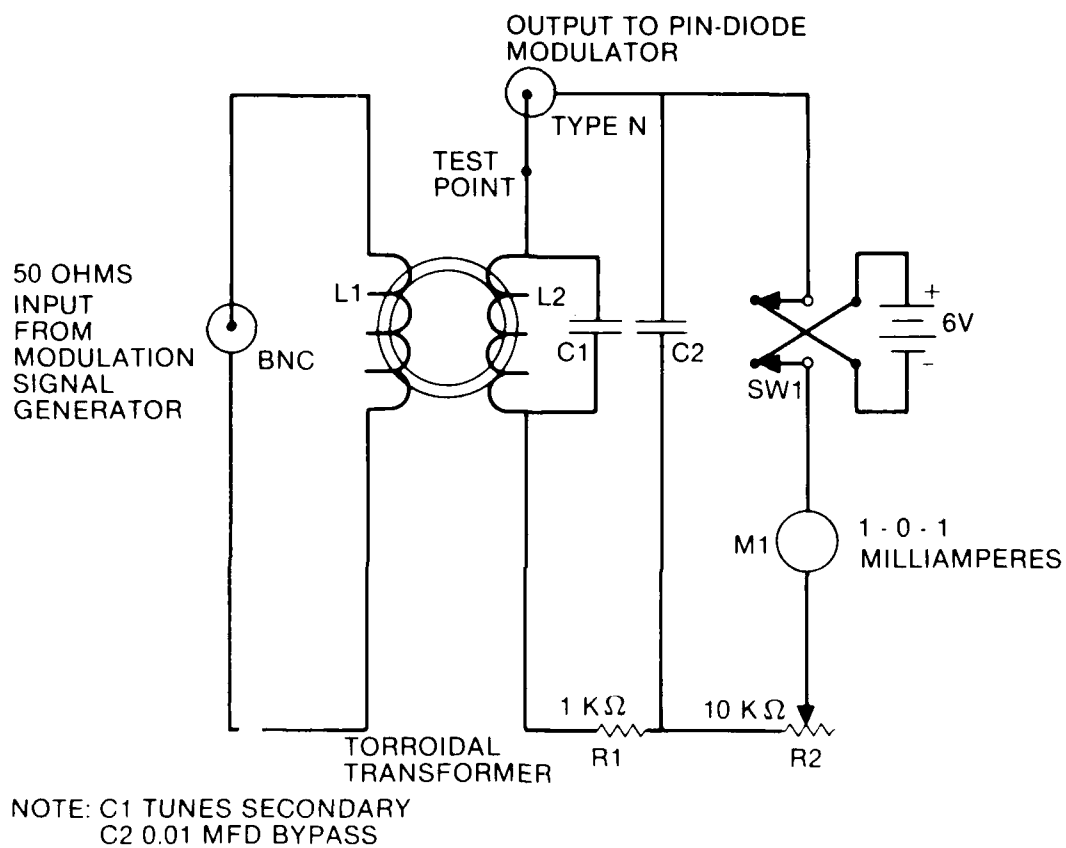 OUTPUT TO PIN-DIODE
MODULATOR
TYPE N
TEST
POINT
50 OHMS
INPUT
FROM
MODULATION
SIGNAL
GENERATOR
BNC
L1
L2
C1
C2
SW1
+
6V
-
M1
1 - 0 - 1
MILLIAMPERES
1 KΩ
R1
10 KΩ
R2
TORROIDAL
TRANSFORMER
NOTE: C1 TUNES SECONDARY
C2 0.01 MFD BYPASS